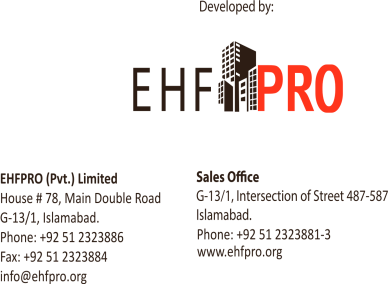 Developed by:
EHFPRO
EHFPRO (Pvt.) Limited
House # 78, Main Double Road
G-13/1, Islamabad.
Phone: +92 51 2323886
Fax: +92 51 2323884
info@ehfpro.org
Sales Office
G-13/1, Intersection of Street 487-587
Islamabad.
Phone: +92 51 2323881-3
www.ehfpro.org